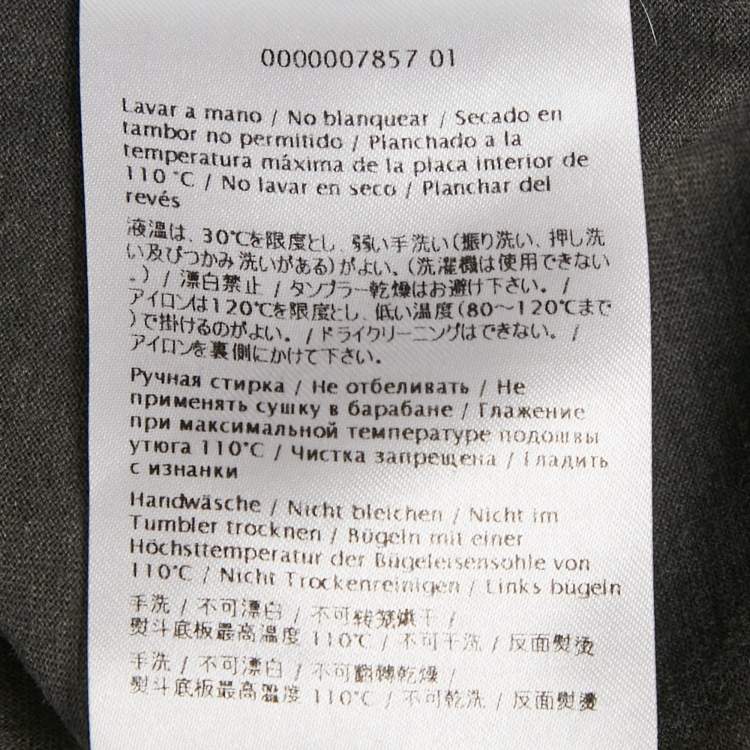 0000007857 01
Lavar a mano / No blanquear / Secado en
tambor no permitido / Planchado a la
temperatura máxima de la placa interior de
110 °C / No lavar en seco / Planchar del
revés
液温は、30℃を限度とし、弱い手洗い(振り洗い、押し洗
い及びつかみ洗いがある)がよい。(洗濯機は使用できない
。) / 漂白禁止 / タンブラー乾燥はお避け下さい。 /
アイロンは120℃を限度とし、低い温度(80～120℃まで
)で掛けるのがよい。 / ドライクリーニングはできない。 /
アイロンを裏側にかけて下さい。
Ручная стирка / Не отбеливать / Не
применять сушку в барабане / Глажение
при максимальной температуре подошвы
утюга 110°C / Чистка запрещена / Гладить
с изнанки
Handwäsche / Nicht bleichen / Nicht im
Tumbler trocknen / Bügeln mit einer
Höchsttemperatur der Bügeleisensohle von
110°C / Nicht Trockenreinigen / Links bügeln
手洗 / 不可漂白 / 不可转笼烘干 /
熨斗底板最高温度 110°C / 不可干洗 / 反面熨烫
手洗 / 不可漂白 / 不可翻轉乾燥 /
熨斗底板最高溫度 110°C / 不可乾洗 / 反面熨燙